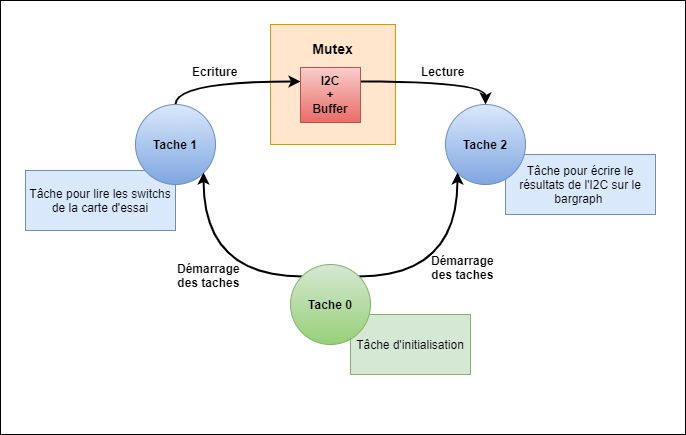 Mutex
Ecriture
I2C
+
Buffer
Lecture
Tache 1
Tache 2
Tâche pour lire les switchs
de la carte d'essai
Tâche pour écrire le
résultats de l'I2C sur le
bargraph
Démarrage
des taches
Démarrage
des taches
Tache 0
Tâche d'initialisation